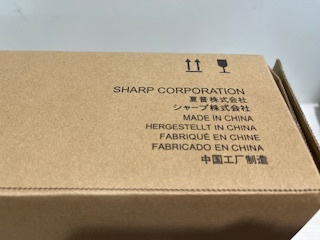 SHARP CORPORATION
夏普株式会社
シャープ株式会社
MADE IN CHINA
HERGESTELLT IN CHINA
FABRIQUÉ EN CHINE
FABRICADO EN CHINA
中国工厂制造